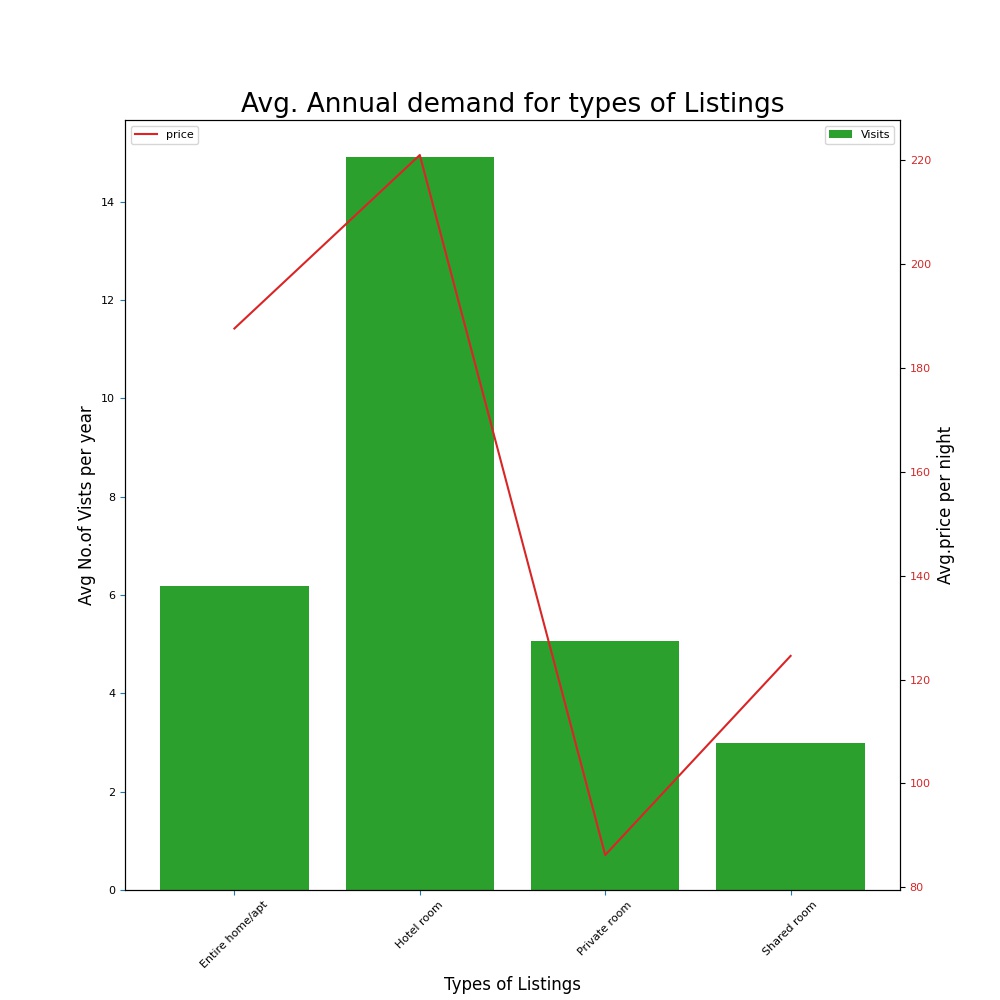 Avg. Annual demand for types of Listings
price
Visits
14
12
10
8
6
4
2
0
Avg No.of Vists per year
220
200
180
160
140
120
100
80
Avg.price per night
Entire home/apt
Hotel room
Private room
Shared room
Types of Listings